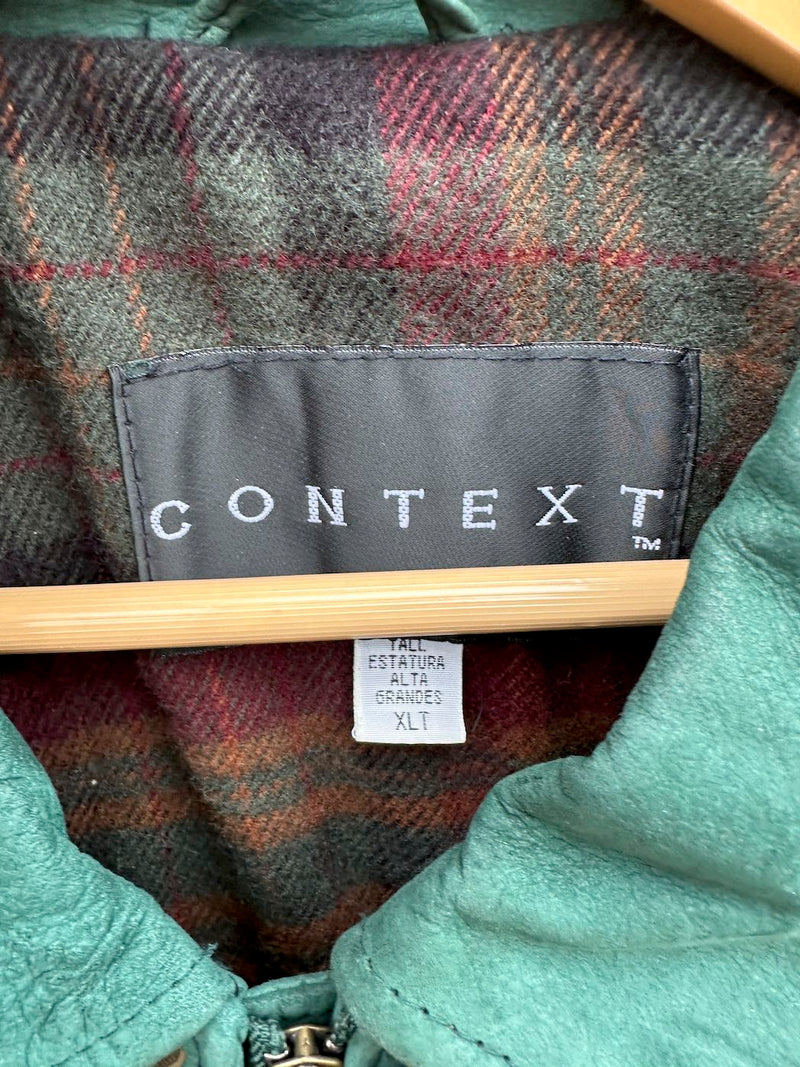 CONTEXT
™
TALL
ESTATURA
ALTA
GRANDES
XLT